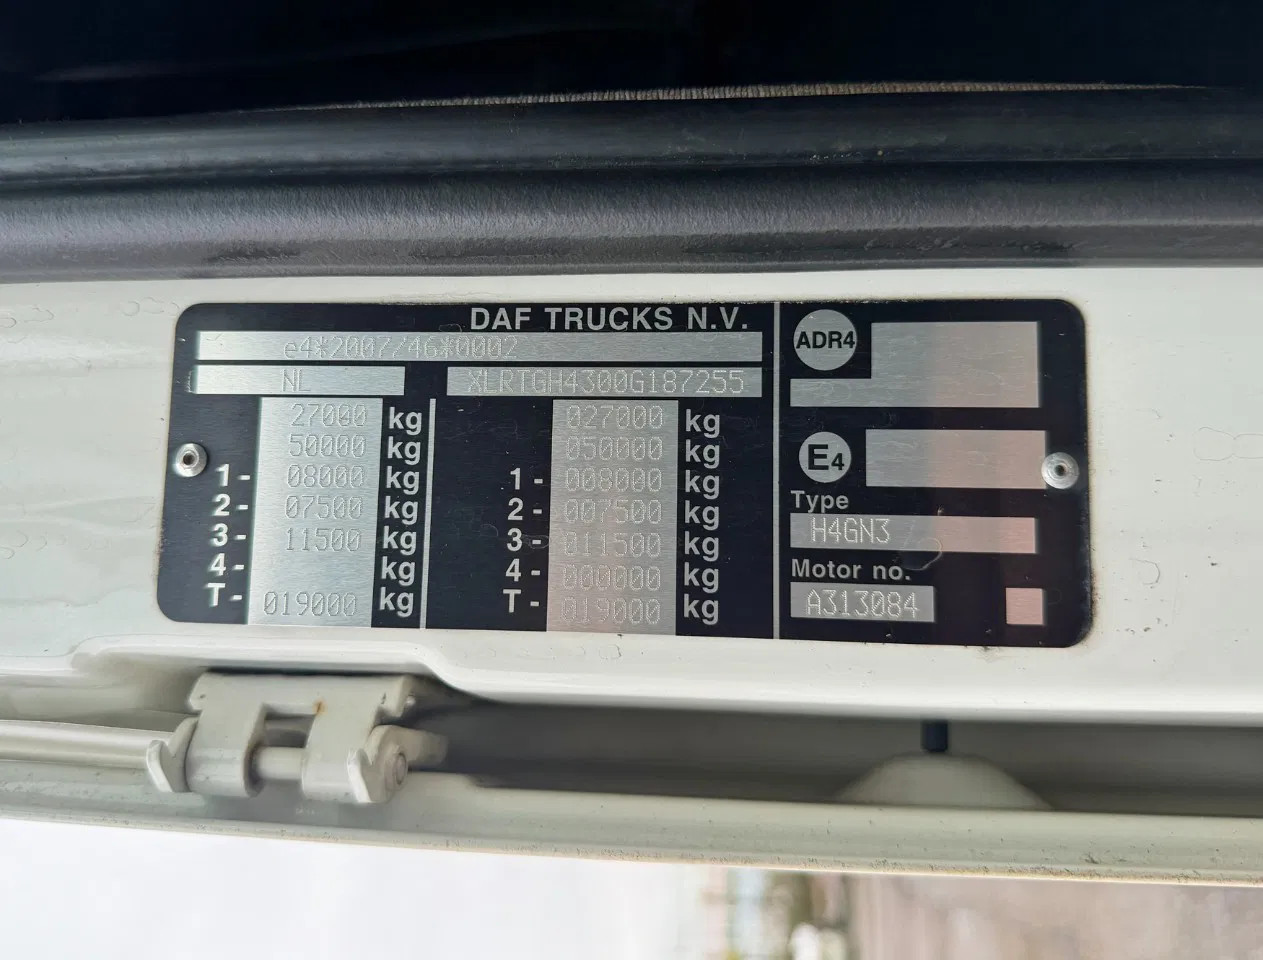 DAF TRUCKS N.V.
e4*2007/46*0002
NL XLRTGH4300G187255
27000 kg 027000 kg
50000 kg 050000 kg
1- 08000 kg 1- 008000 kg
2- 07500 kg 2- 007500 kg
3- 11500 kg 3- 011500 kg
4- kg 4- 000000 kg
T- 019000 kg T- 019000 kg
ADR4
E4
Type
H4GN3
Motor no.
A313084